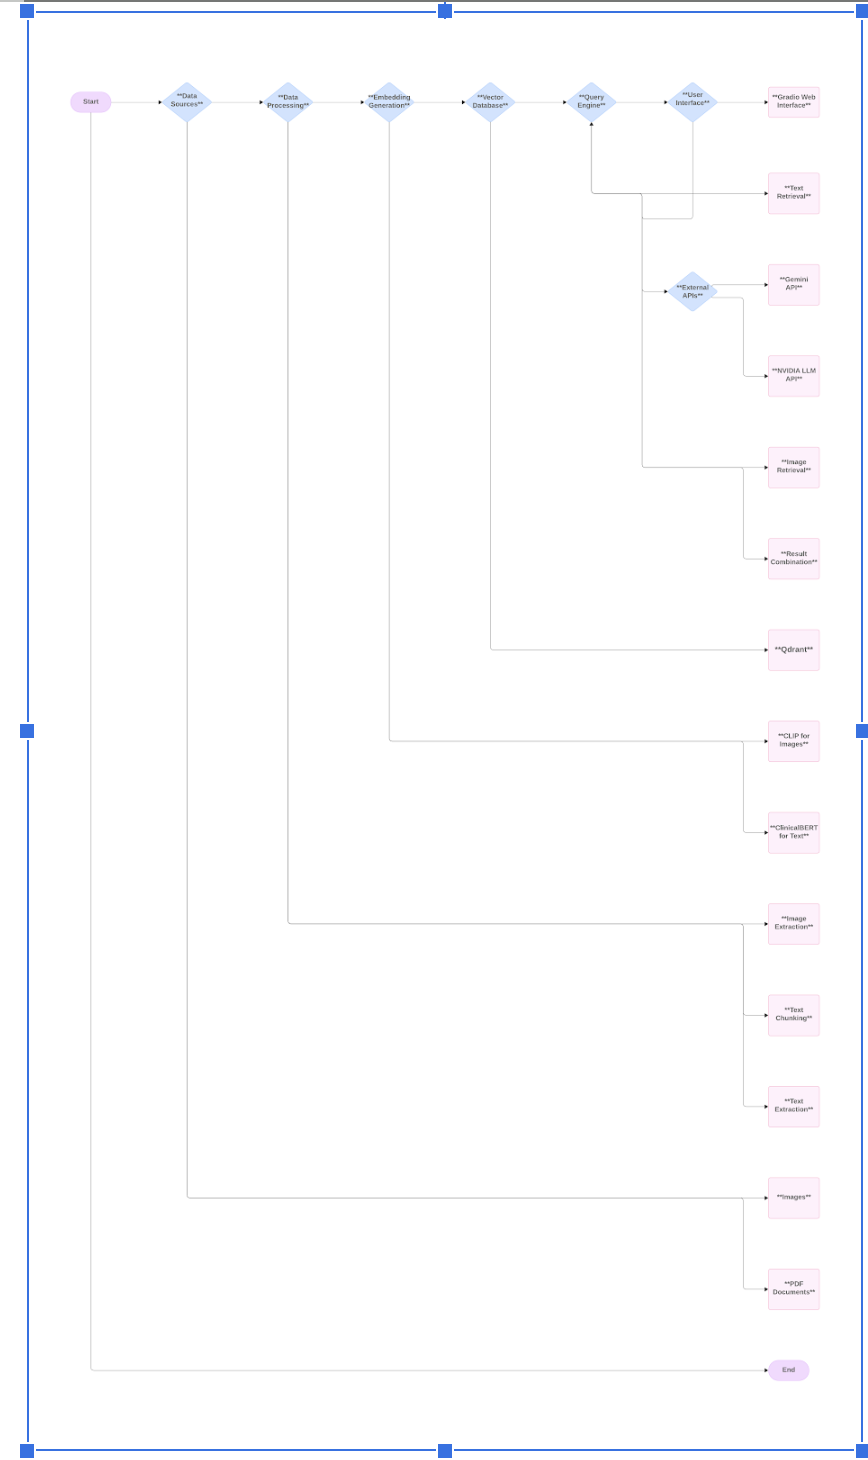 Start
**Data
Sources**
**Data
Processing**
**Embedding
Generation**
**Vector
Database**
**Query
Engine**
**User
Interface**
**Gradio Web
Interface**
**Text
Retrieval**
**External
APIs**
**Gemini
API**
**NVIDIA LLM
API**
**Image
Retrieval**
**Result
Combination**
**Qdrant**
**CLIP for
Images**
**ClinicalBERT
for Text**
**Image
Extraction**
**Text
Chunking**
**Text
Extraction**
**Images**
**PDF
Documents**
End